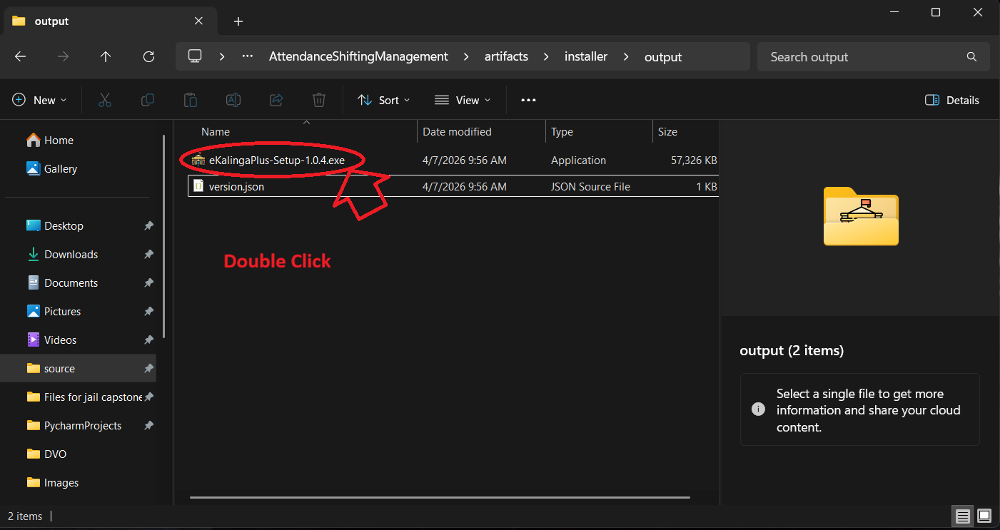 output
AttendanceShiftingManagement > artifacts > installer > output
Search output
New
Sort
View
Details
Name
Date modified
Type
Size
eKalingaPlus-Setup-1.0.4.exe
4/7/2026 9:56 AM
Application
57,326 KB
version.json
4/7/2026 9:56 AM
JSON Source File
1 KB
Double Click
Home
Gallery
Desktop
Downloads
Documents
Pictures
Videos
source
Files for jail capstone
PycharmProjects
DVO
Images
output (2 items)
Select a single file to get more
information and share your cloud
content.
2 items